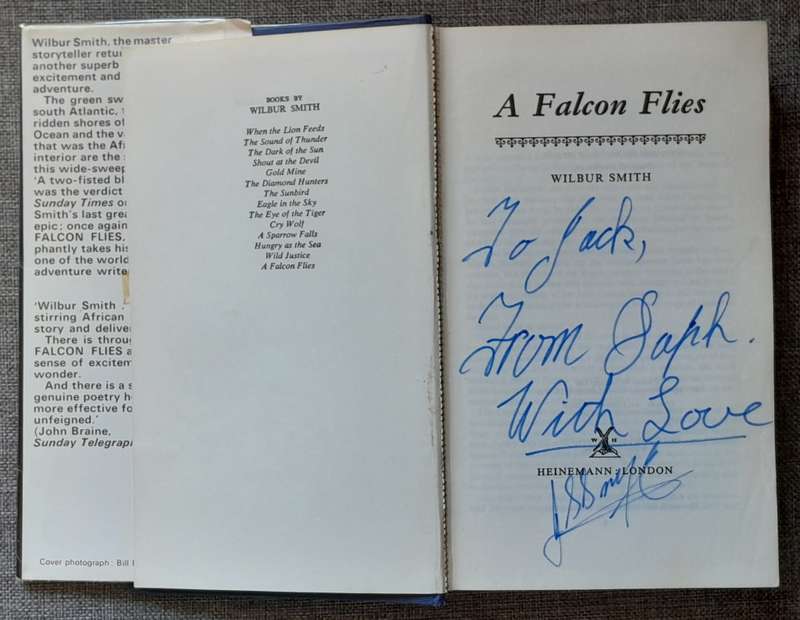 Wilbur Smith, the master
storyteller retu
another superb
excitement and
adventure.
The green sw
south Atlantic,
ridden shores of
Ocean and the v
that was the Afr
interior are the
this wide-sweep
'A two-fisted bl
was the verdict
Sunday Times o
Smith's last grea
epic; once again
FALCON FLIES,
phantly takes his
one of the world
adventure write
'Wilbur Smith
stirring African
story and delive
There is throu
FALCON FLIES a
sense of excitem
wonder.
And there is a s
genuine poetry h
more effective fo
unfeigned.'
(John Braine,
Sunday Telegrap
Cover photograph: Bill
BOOKS BY
WILBUR SMITH
When the Lion Feeds
The Sound of Thunder
The Dark of the Sun
Shout at the Devil
Gold Mine
The Diamond Hunters
The Sunbird
Eagle in the Sky
The Eye of the Tiger
Cry Wolf
A Sparrow Falls
Hungry as the Sea
Wild Justice
A Falcon Flies
A Falcon Flies
WILBUR SMITH
To Jack,
From Saph.
With Love
W H
HEINEMANN : LONDON